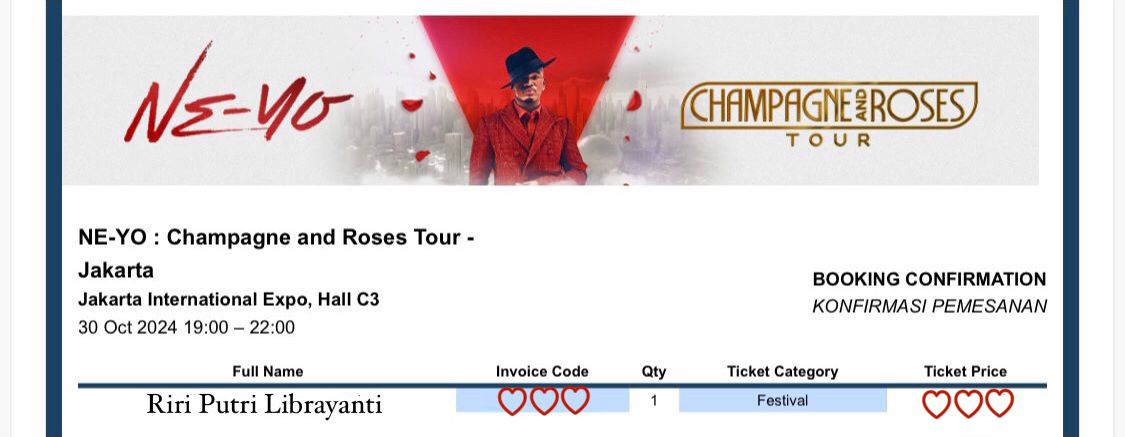 NE-YO
CHAMPAGNE AND ROSES
TOUR
NE-YO : Champagne and Roses Tour -
Jakarta
Jakarta International Expo, Hall C3
30 Oct 2024 19:00 – 22:00
BOOKING CONFIRMATION
KONFIRMASI PEMESANAN
Full Name Invoice Code Qty Ticket Category Ticket Price
Riri Putri Librayanti 1 Festival